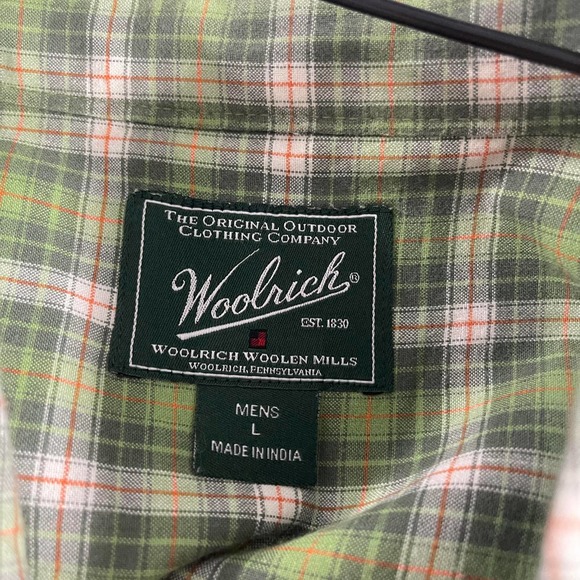 THE ORIGINAL OUTDOOR
CLOTHING COMPANY
Woolrich®
EST. 1830
WOOLRICH WOOLEN MILLS
WOOLRICH, PENNSYLVANIA
MENS
L
MADE IN INDIA